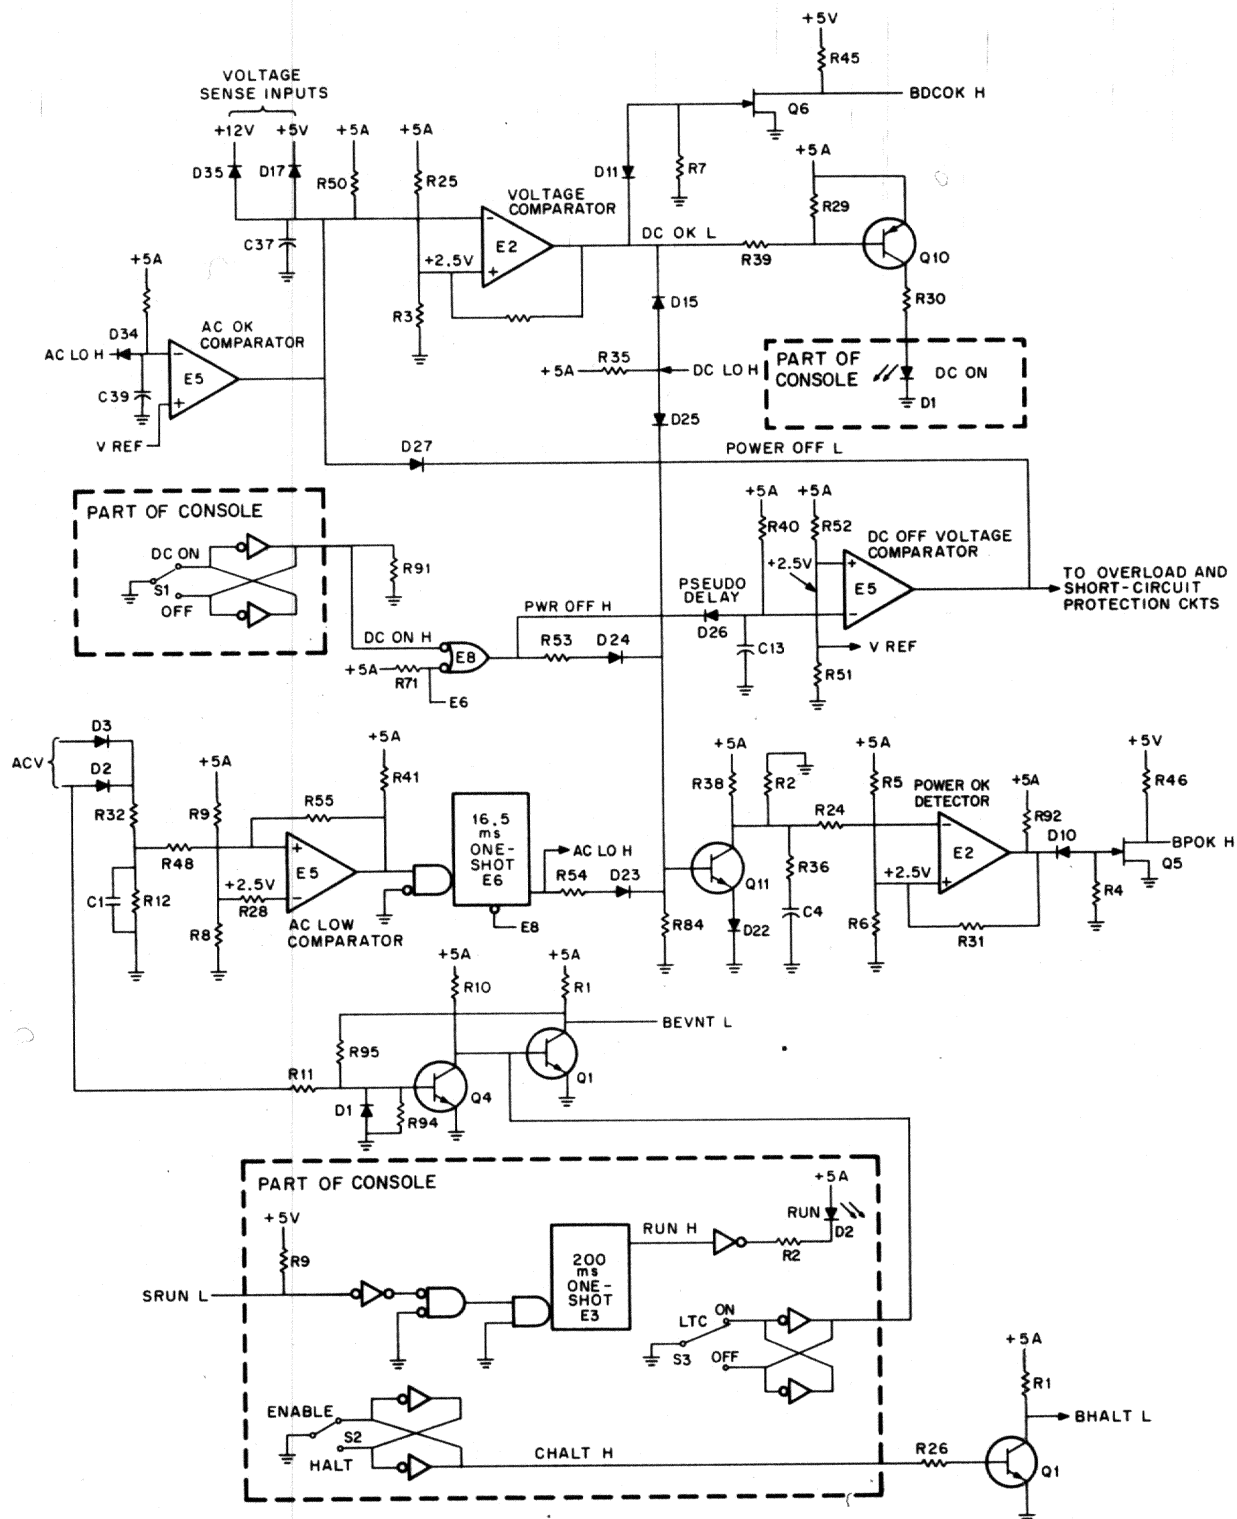 +5V
R45
BDCOK H
Q6
VOLTAGE
SENSE INPUTS
+12V
+5V
+5A
+5A
D35
D17
R50
R25
D11
R7
+5A
VOLTAGE
COMPARATOR
R29
E2
DC OK L
C37
+2.5V
R39
Q10
+5A
R3
D15
R30
D34
AC OK
COMPARATOR
AC LO H
E5
R35
+5A
DC LO H
PART OF
CONSOLE
DC ON
D1
C39
V REF
D25
D27
POWER OFF L
PART OF CONSOLE
+5A
+5A
R40
R52
DC OFF VOLTAGE
COMPARATOR
DC ON
S1
OFF
R91
+2.5V
E5
PSEUDO
DELAY
TO OVERLOAD AND
SHORT-CIRCUIT
PROTECTION CKTS
PWR OFF H
D26
DC ON H
E8
R53
D24
C13
V REF
+5A
R71
E6
R51
D3
ACV
D2
+5A
+5A
R41
+5A
R38
R2
+5A
R5
POWER OK
DETECTOR
+5A
R92
+5V
R46
R32
R9
R55
16.5
ms
ONE-
SHOT
E6
R24
D10
BPOK H
R48
E5
AC LO H
E2
Q5
+2.5V
R28
R54
D23
Q11
R36
+2.5V
R4
C1
R12
R8
AC LOW
COMPARATOR
E8
R84
D22
C4
R6
R31
+5A
+5A
R10
R1
BEVNT L
R95
R11
Q1
Q4
D1
R94
PART OF CONSOLE
+5A
RUN
D2
+5V
R9
RUN H
R2
200
ms
ONE-
SHOT
E3
SRUN L
LTC
ON
S3
OFF
+5A
R1
ENABLE
S2
HALT
BHALT L
CHALT H
R26
Q1